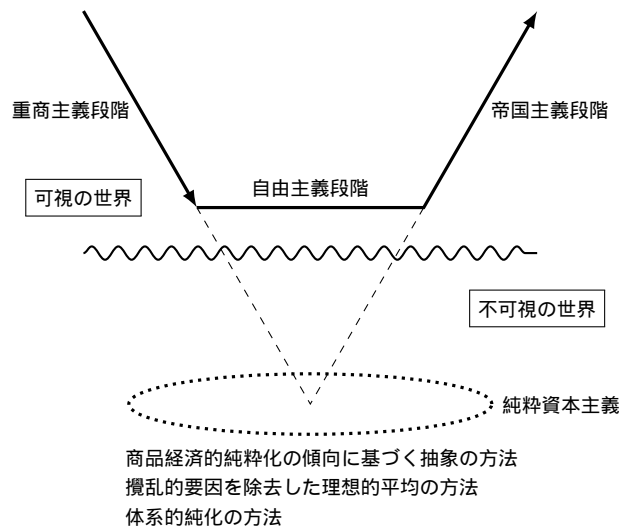 重商主義段階
帝国主義段階
自由主義段階
可視の世界
不可視の世界
純粋資本主義
商品経済的純粋化の傾向に基づく抽象の方法
攪乱的要因を除去した理想的平均の方法
体系的純化の方法